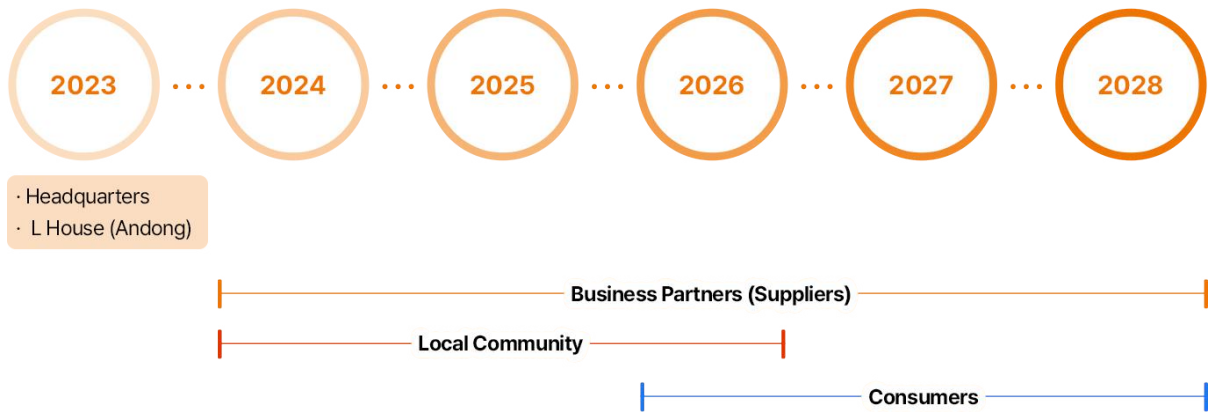 2023 ... 2024 ... 2025 ... 2026 ... 2027 ... 2028
· Headquarters
· L House (Andong)
Business Partners (Suppliers)
Local Community
Consumers